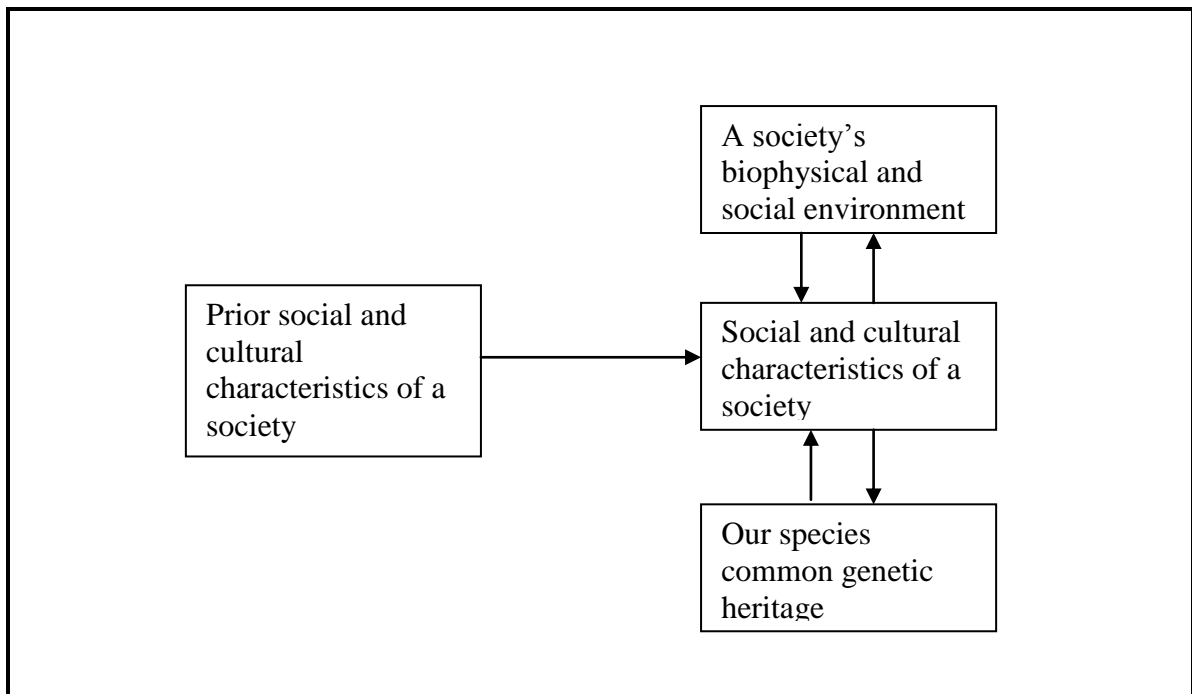 A society’s
biophysical and
social environment
Prior social and
cultural
characteristics of a
society
Social and cultural
characteristics of a
society
Our species
common genetic
heritage